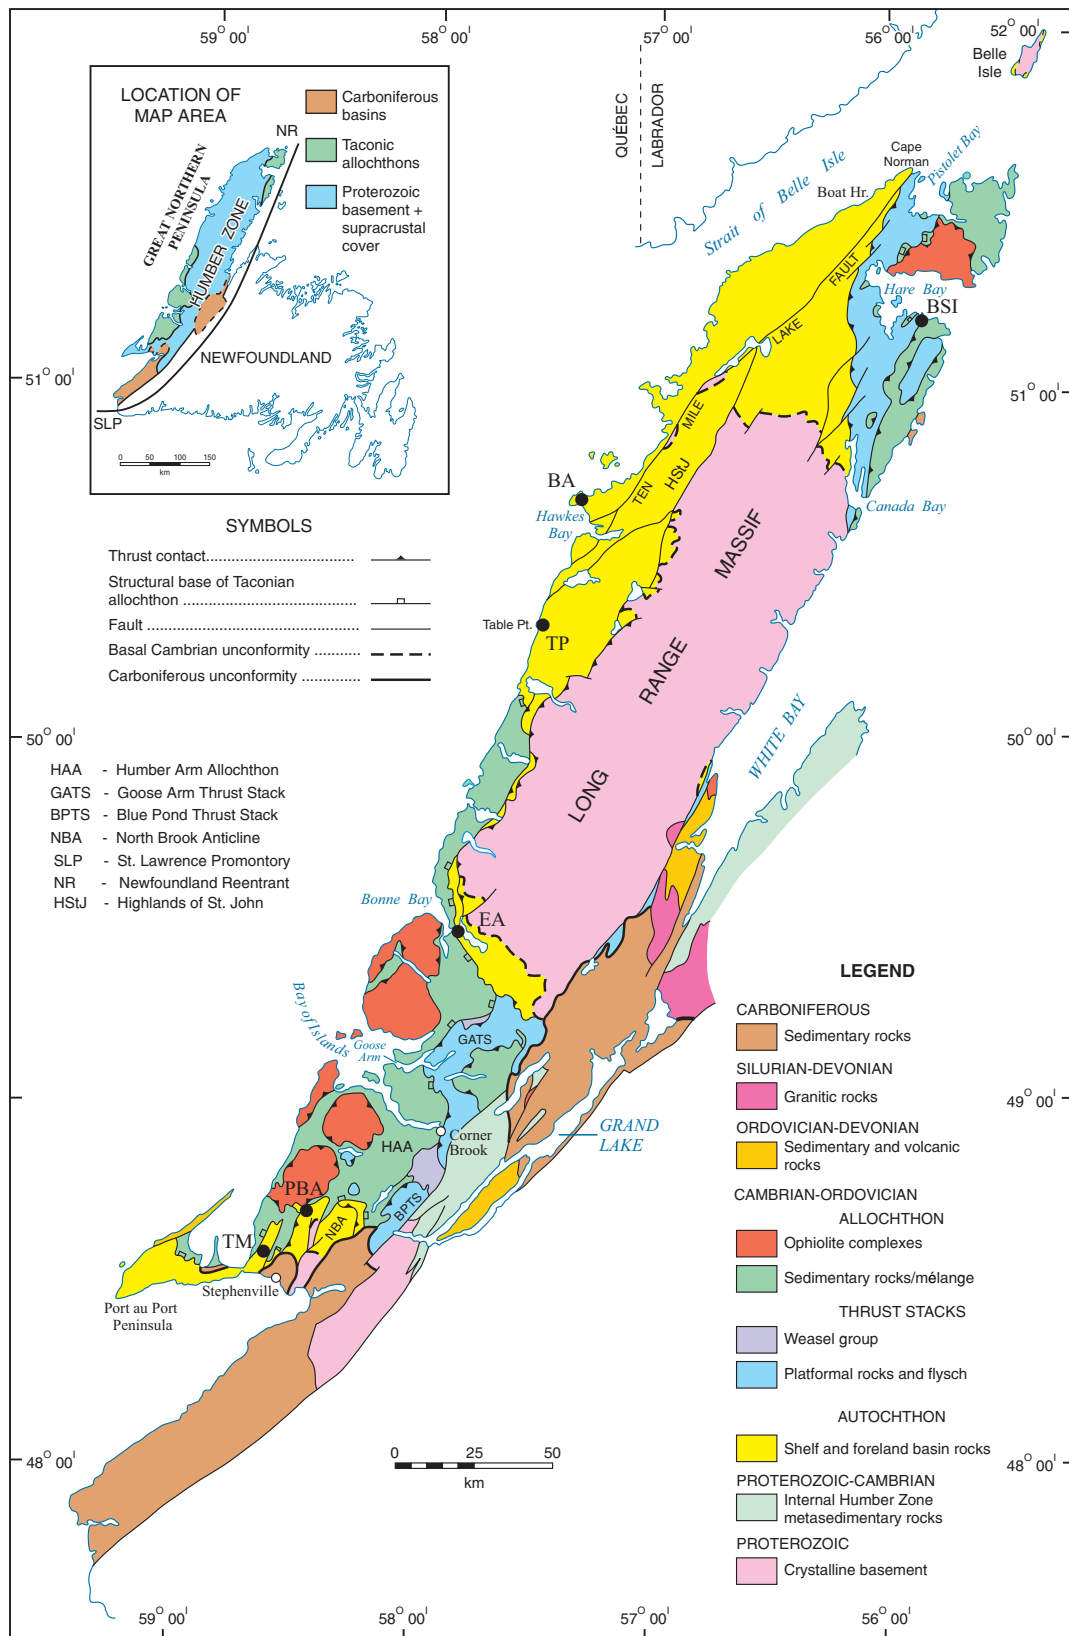 59° 00'
58° 00'
57° 00'
56° 00'
52° 00'
Belle
Isle
LOCATION OF
MAP AREA
NR
Carboniferous
basins
Taconic
allochthons
Proterozoic
basement +
supracrustal
cover
GREAT NORTHERN
PENINSULA
HUMBER ZONE
NEWFOUNDLAND
SLP
0 50 100 150
km
QUÉBEC
LABRADOR
Strait of Belle Isle
Cape
Norman
Boat Hr.
Pistolet Bay
Hare Bay
BSI
51° 00'
51° 00'
TEN MILE LAKE FAULT
HStJ
BA
Hawkes
Bay
Canada Bay
Table Pt.
TP
LONG RANGE MASSIF
WHITE BAY
SYMBOLS
Thrust contact
Structural base of Taconian
allochthon
Fault
Basal Cambrian unconformity
Carboniferous unconformity
50° 00'
50° 00'
HAA - Humber Arm Allochthon
GATS - Goose Arm Thrust Stack
BPTS - Blue Pond Thrust Stack
NBA - North Brook Anticline
SLP - St. Lawrence Promontory
NR - Newfoundland Reentrant
HStJ - Highlands of St. John
Bonne Bay
EA
Bay of Islands
Goose
Arm
GATS
HAA
Corner
Brook
GRAND
LAKE
PBA
BPTS
NBA
TM
Stephenville
Port au Port
Peninsula
49° 00'
LEGEND
CARBONIFEROUS
Sedimentary rocks
SILURIAN-DEVONIAN
Granitic rocks
ORDOVICIAN-DEVONIAN
Sedimentary and volcanic
rocks
CAMBRIAN-ORDOVICIAN
ALLOCHTHON
Ophiolite complexes
Sedimentary rocks/mélange
THRUST STACKS
Weasel group
Platformal rocks and flysch
AUTOCHTHON
Shelf and foreland basin rocks
PROTEROZOIC-CAMBRIAN
Internal Humber Zone
metasedimentary rocks
PROTEROZOIC
Crystalline basement
0 25 50
km
48° 00'
48° 00'
59° 00'
58° 00'
57° 00'
56° 00'